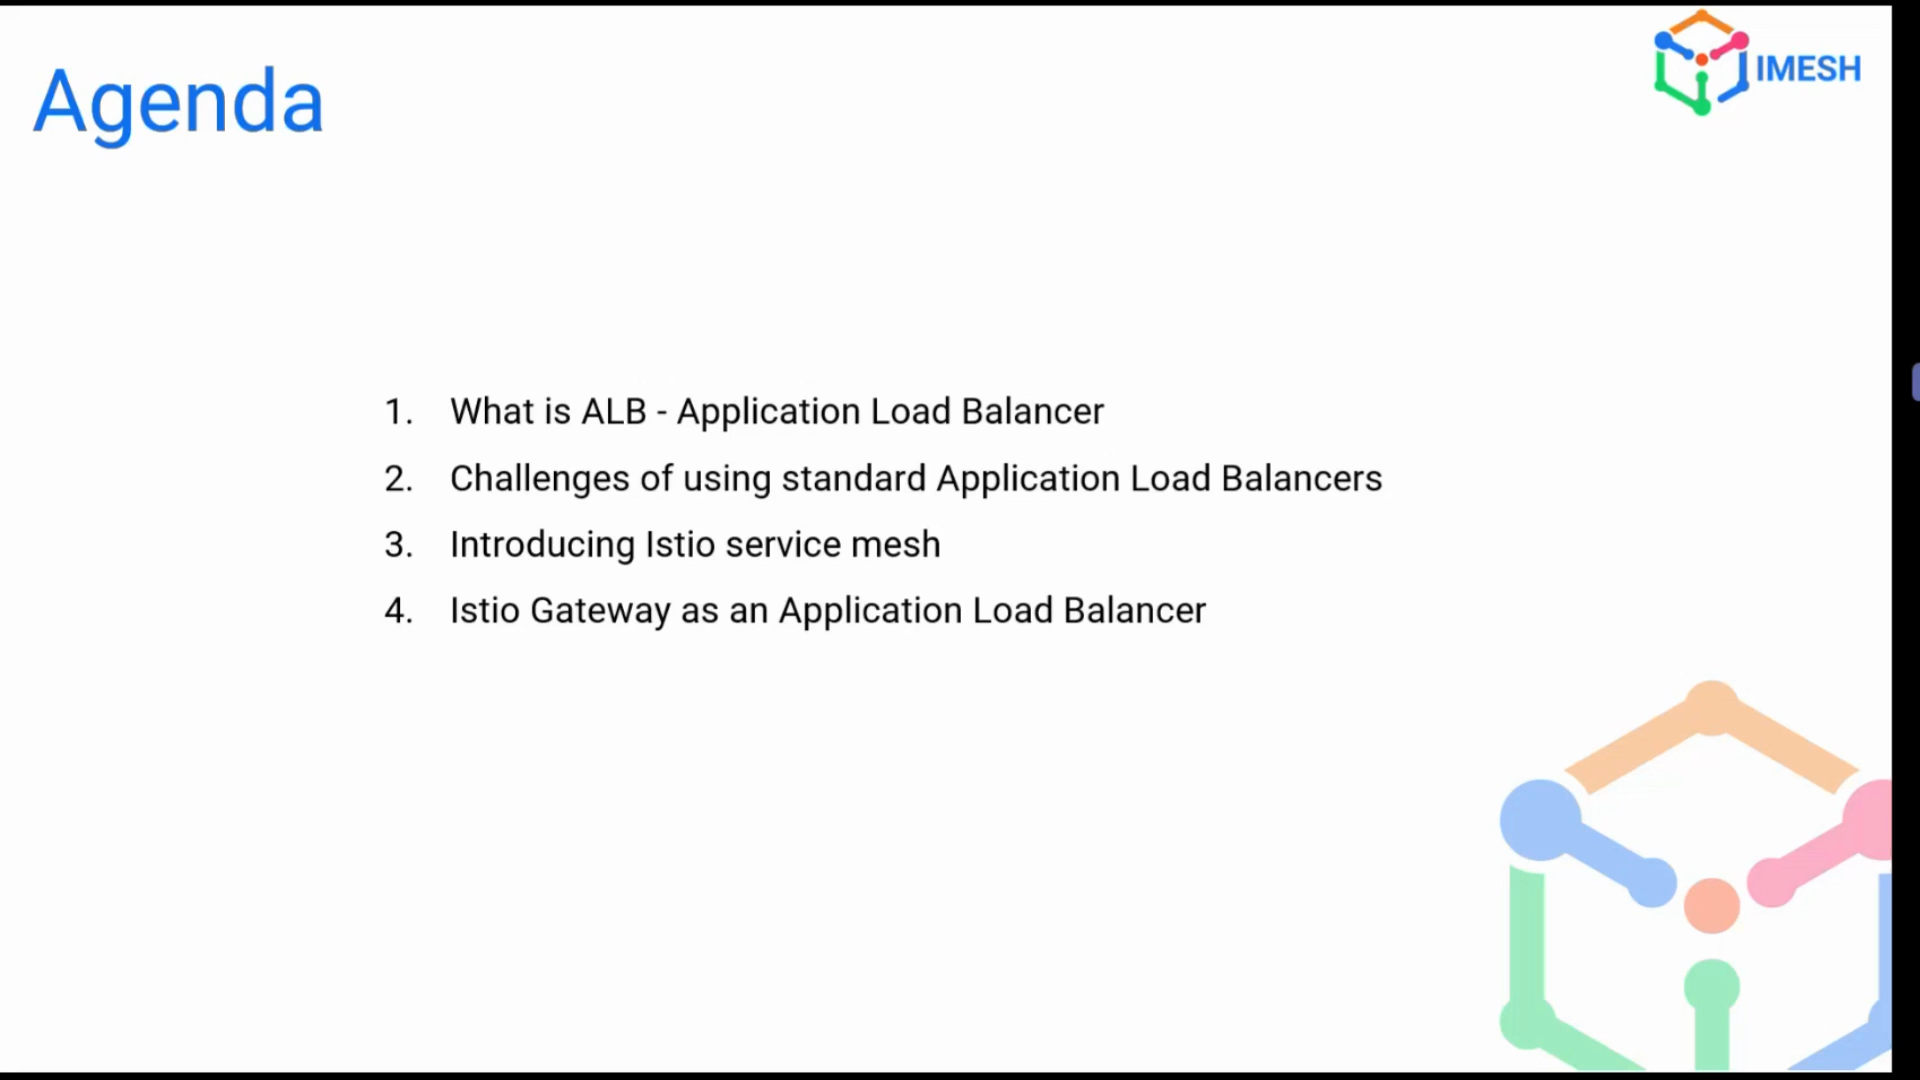 Agenda
IMESH
1. What is ALB - Application Load Balancer
2. Challenges of using standard Application Load Balancers
3. Introducing Istio service mesh
4. Istio Gateway as an Application Load Balancer